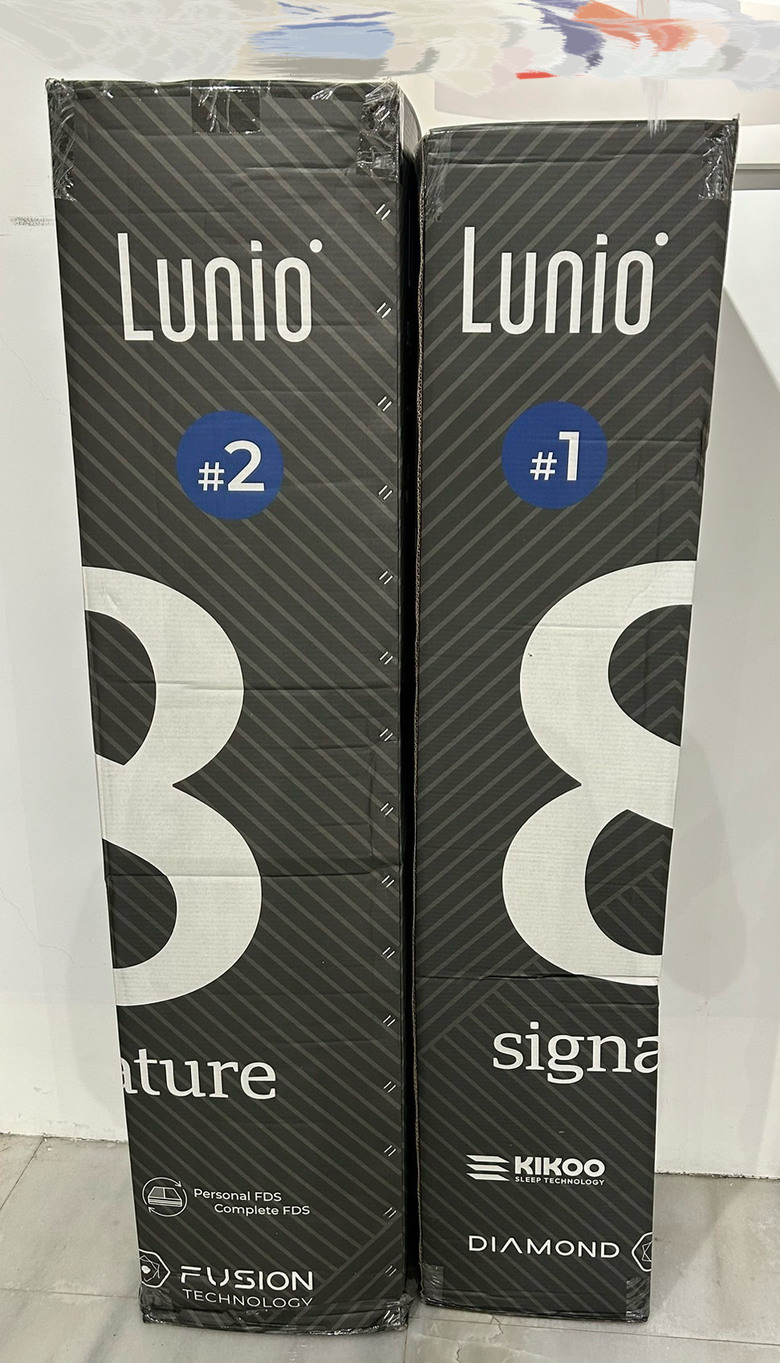 Lunio
#2
8
ature
Personal FDS
Complete FDS
FUSION
TECHNOLOGY
Lunio
#1
8
signa
KIKOO
SLEEP TECHNOLOGY
DIAMOND